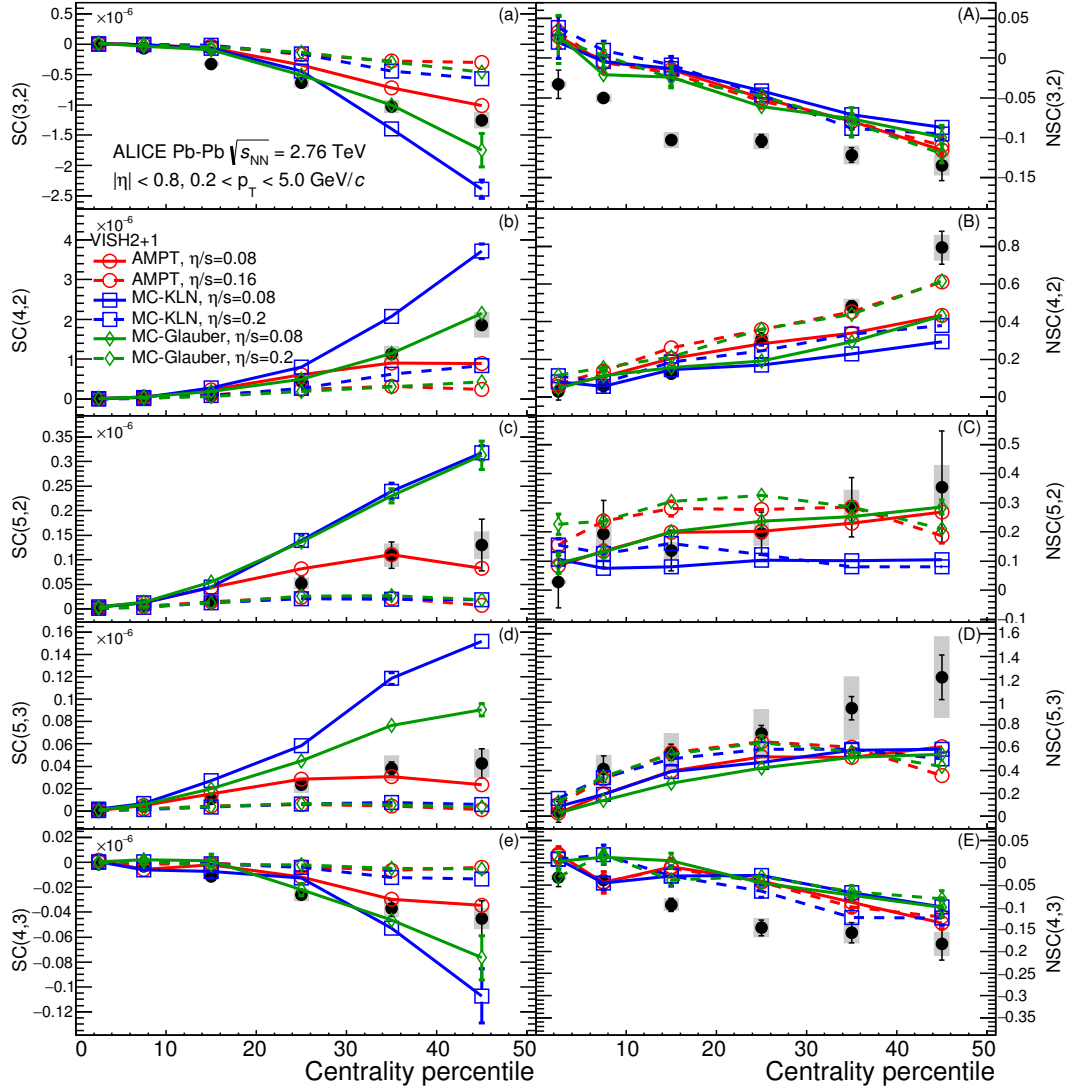 ×10⁻⁶
(a)
0
−0.5
−1
−1.5
−2
−2.5
SC(3,2)
ALICE Pb-Pb √s_NN = 2.76 TeV
|η| < 0.8, 0.2 < p_T < 5.0 GeV/c
(A)
0.05
0
−0.05
−0.1
−0.15
NSC(3,2)
×10⁻⁶
(b)
4
3
2
1
0
SC(4,2)
VISH2+1
AMPT, η/s=0.08
AMPT, η/s=0.16
MC-KLN, η/s=0.08
MC-KLN, η/s=0.2
MC-Glauber, η/s=0.08
MC-Glauber, η/s=0.2
(B)
0.8
0.6
0.4
0.2
0
NSC(4,2)
×10⁻⁶
(c)
0.35
0.3
0.25
0.2
0.15
0.1
0.05
0
SC(5,2)
(C)
0.5
0.4
0.3
0.2
0.1
0
0.1
NSC(5,2)
×10⁻⁶
(d)
0.16
0.14
0.12
0.1
0.08
0.06
0.04
0.02
0
SC(5,3)
(D)
1.6
1.4
1.2
1
0.8
0.6
0.4
0.2
0
NSC(5,3)
×10⁻⁶
(e)
0.02
0
−0.02
−0.04
−0.06
−0.08
−0.1
−0.12
SC(4,3)
(E)
0.05
0
−0.05
−0.1
−0.15
−0.2
−0.25
−0.3
−0.35
NSC(4,3)
0 10 20 30 40 50
Centrality percentile
10 20 30 40 50
Centrality percentile